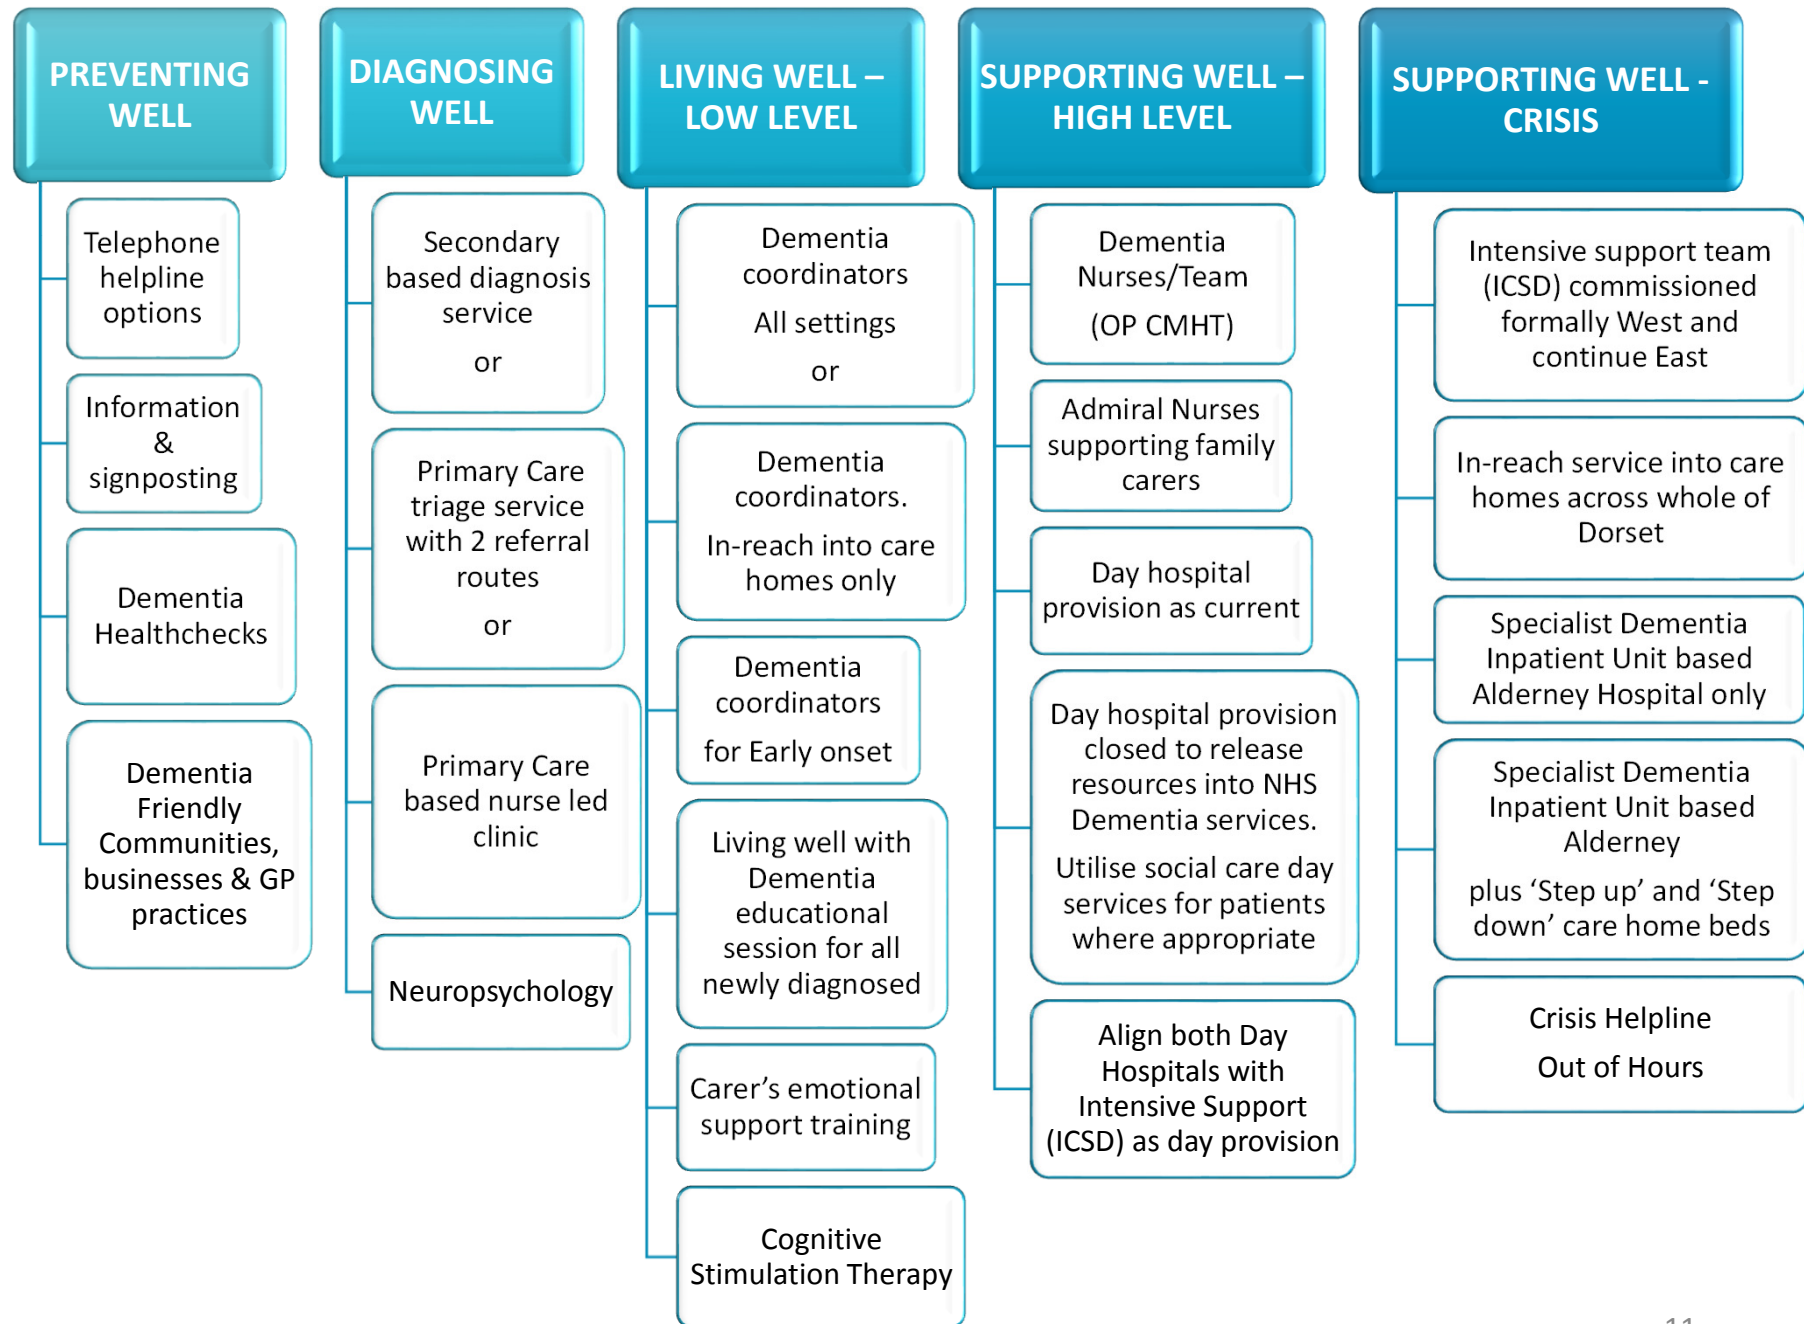 PREVENTING
WELL
Telephone
helpline
options
Information
&
signposting
Dementia
Healthchecks
Dementia
Friendly
Communities,
businesses & GP
practices
DIAGNOSING
WELL
Secondary
based diagnosis
service
or
Primary Care
triage service
with 2 referral
routes
or
Primary Care
based nurse led
clinic
Neuropsychology
LIVING WELL –
LOW LEVEL
Dementia
coordinators
All settings
or
Dementia
coordinators.
In-reach into care
homes only
Dementia
coordinators
for Early onset
Living well with
Dementia
educational
session for all
newly diagnosed
Carer’s emotional
support training
Cognitive
Stimulation Therapy
SUPPORTING WELL –
HIGH LEVEL
Dementia
Nurses/Team
(OP CMHT)
Admiral Nurses
supporting family
carers
Day hospital
provision as current
Day hospital provision
closed to release
resources into NHS
Dementia services.
Utilise social care day
services for patients
where appropriate
Align both Day
Hospitals with
Intensive Support
(ICSD) as day provision
SUPPORTING WELL -
CRISIS
Intensive support team
(ICSD) commissioned
formally West and
continue East
In-reach service into care
homes across whole of
Dorset
Specialist Dementia
Inpatient Unit based
Alderney Hospital only
Specialist Dementia
Inpatient Unit based
Alderney
plus ‘Step up’ and ‘Step
down’ care home beds
Crisis Helpline
Out of Hours
11